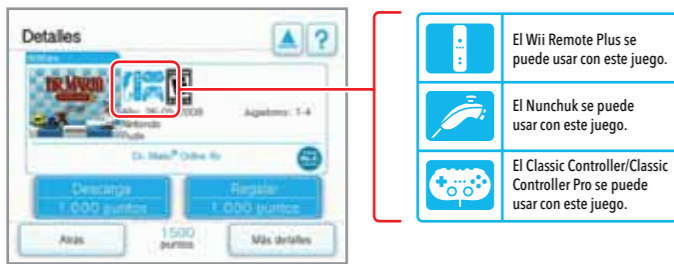 Detalles
?
DR.MARIO
2008
Jugadores: 1-4
Nintendo
Dr. Mario® Online Rx
Descarga
1.000 puntos
Regalar
1.000 puntos
Atrás
1500
puntos
Más detalles
El Wii Remote Plus se
puede usar con este juego.
El Nunchuk se puede
usar con este juego.
El Classic Controller/Classic
Controller Pro se puede
usar con este juego.